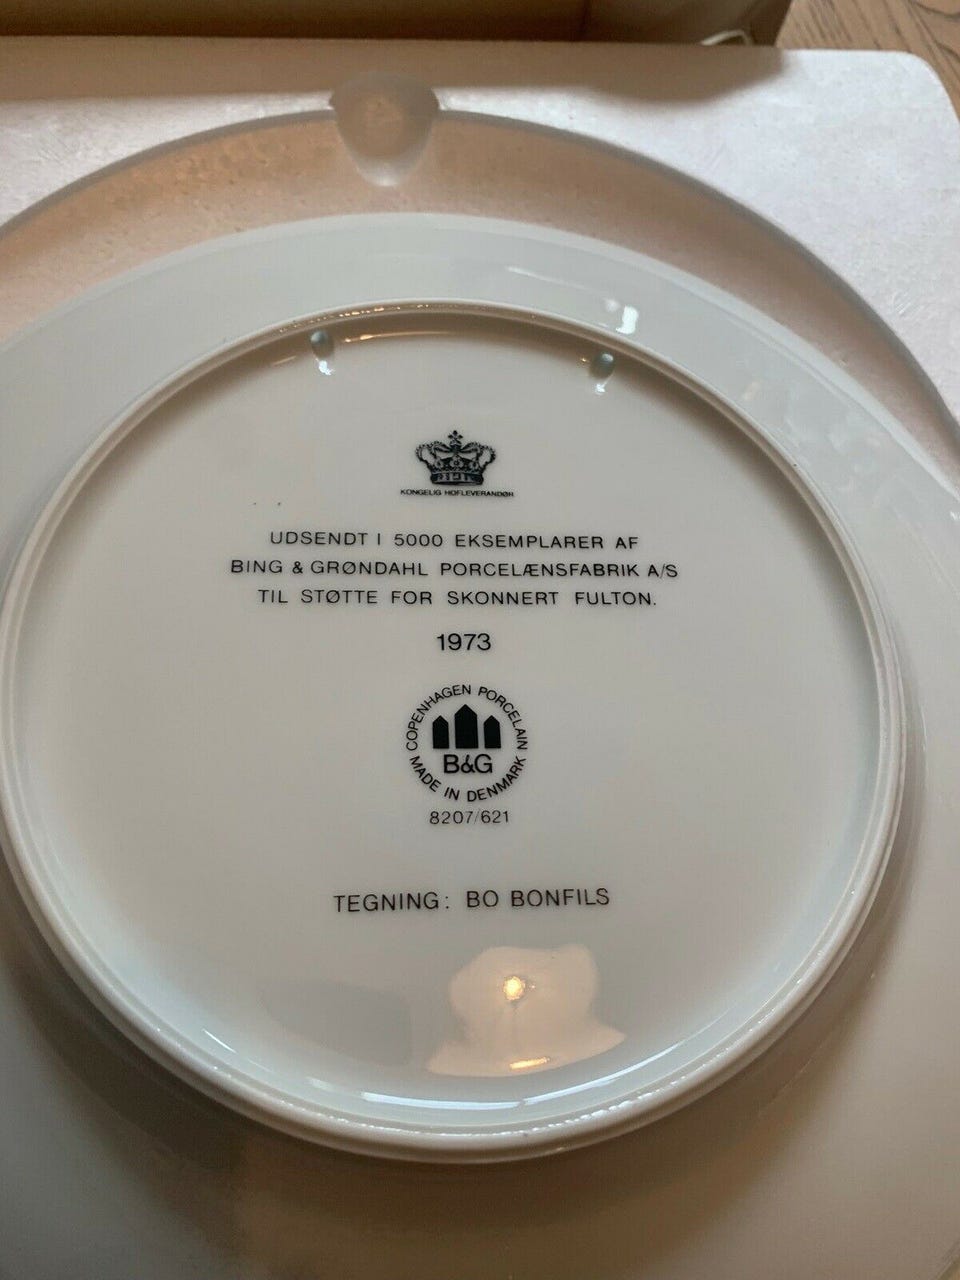 KONGELIG HOFLEVERANDØR
UDSENDT I 5000 EKSEMPLARER AF
BING & GRØNDAHL PORCELÆNSFABRIK A/S
TIL STØTTE FOR SKONNERT FULTON.
1973
COPENHAGEN PORCELAIN
B&G
MADE IN DENMARK
8207/621
TEGNING: BO BONFILS